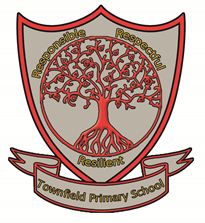 Responsible
Respectful
Resilient
Townfield Primary School